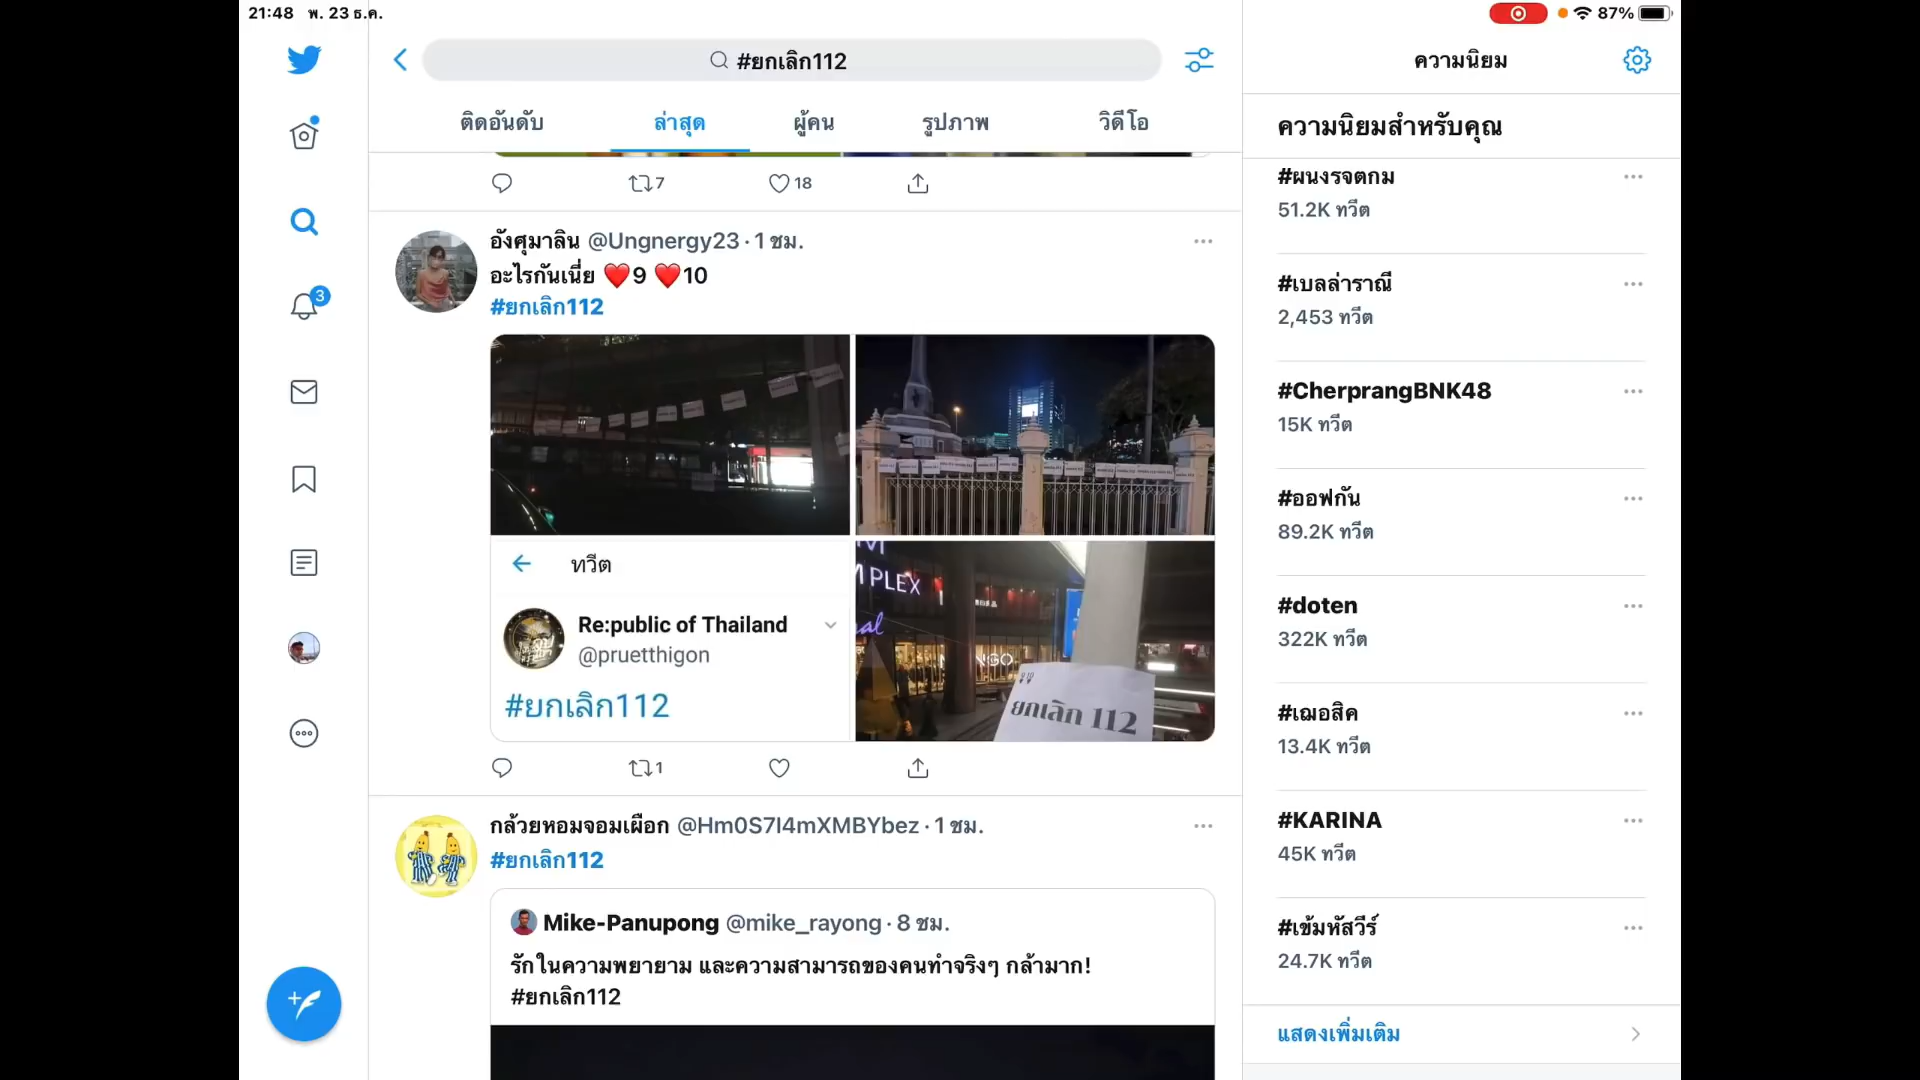 21:48 พ. 23 ธ.ค.
87%
#ยกเลิก112
ติดอันดับ
ล่าสุด
ผู้คน
รูปภาพ
วิดีโอ
7
18
อังศุมาลิน @Ungnergy23 · 1 ชม.
อะไรกันเนี่ย ❤️9 ❤️10
#ยกเลิก112
ทวีต
Re:public of Thailand
@pruetthigon
#ยกเลิก112
PLEX
ยกเลิก 112
1
กล้วยหอมจอมเผือก @Hm0S7I4mXMBYbez · 1 ชม.
#ยกเลิก112
Mike-Panupong @mike_rayong · 8 ชม.
รักในความพยายาม และความสามารถของคนทำจริงๆ กล้ามาก!
#ยกเลิก112
3
ความนิยม
ความนิยมสำหรับคุณ
#ผนงรจตกม
51.2K ทวีต
#เบลล่าราณี
2,453 ทวีต
#CherprangBNK48
15K ทวีต
#ออฟกัน
89.2K ทวีต
#doten
322K ทวีต
#เฌอสิค
13.4K ทวีต
#KARINA
45K ทวีต
#เข้มหัสวีร์
24.7K ทวีต
แสดงเพิ่มเติม